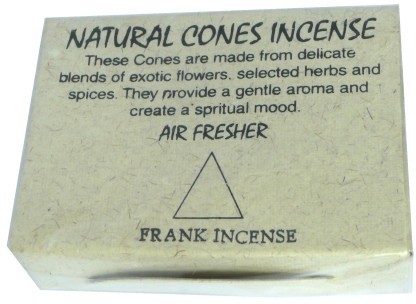 NATURAL CONES INCENSE
These Cones are made from delicate
blends of exotic flowers, selected herbs and
spices. They provide a gentle aroma and
create a spritual mood.
AIR FRESHER
FRANK INCENSE